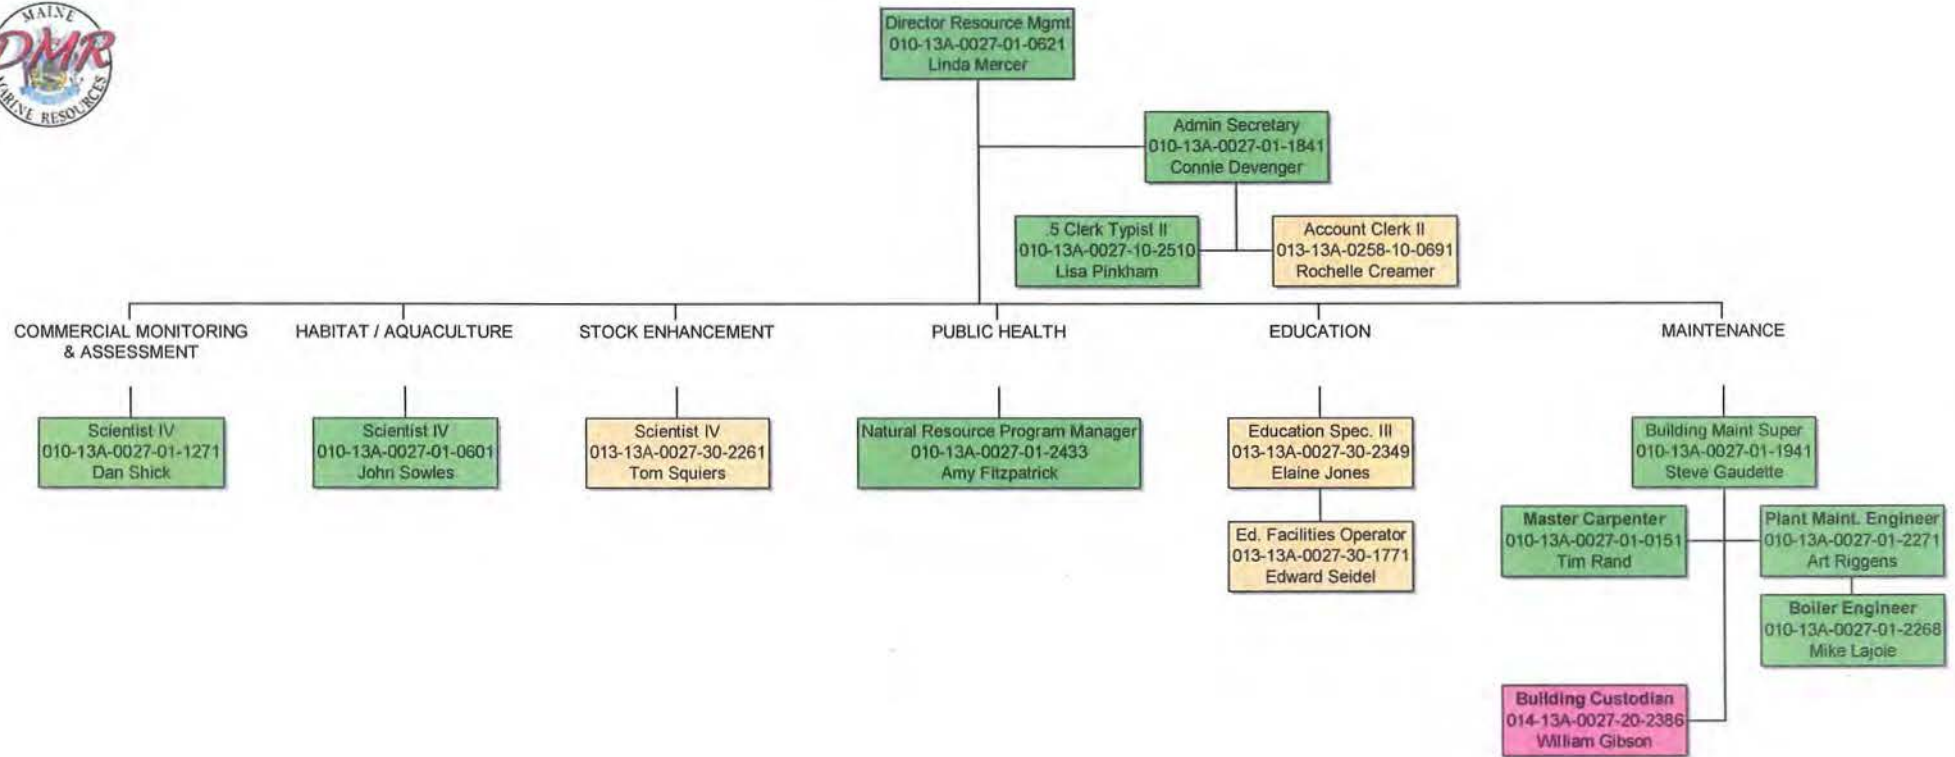 MAINE
DMR
MARINE RESOURCES
Director Resource Mgmt
010-13A-0027-01-0621
Linda Mercer
Admin Secretary
010-13A-0027-01-1841
Connie Devenger
.5 Clerk Typist II
010-13A-0027-10-2510
Lisa Pinkham
Account Clerk II
013-13A-0258-10-0691
Rochelle Creamer
COMMERCIAL MONITORING
& ASSESSMENT
HABITAT / AQUACULTURE
STOCK ENHANCEMENT
PUBLIC HEALTH
EDUCATION
MAINTENANCE
Scientist IV
010-13A-0027-01-1271
Dan Shick
Scientist IV
010-13A-0027-01-0601
John Sowles
Scientist IV
013-13A-0027-30-2261
Tom Squiers
Natural Resource Program Manager
010-13A-0027-01-2433
Amy Fitzpatrick
Education Spec. III
013-13A-0027-30-2349
Elaine Jones
Building Maint Super
010-13A-0027-01-1941
Steve Gaudette
Ed. Facilities Operator
013-13A-0027-30-1771
Edward Seidel
Master Carpenter
010-13A-0027-01-0151
Tim Rand
Plant Maint. Engineer
010-13A-0027-01-2271
Art Riggens
Boiler Engineer
010-13A-0027-01-2268
Mike Lajoie
Building Custodian
014-13A-0027-20-2386
William Gibson